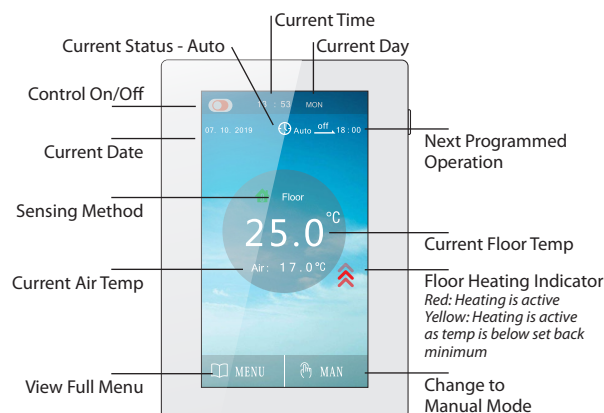 Current Time
Current Status - Auto
Current Day
Control On/Off
13 : 53 MON
07. 10. 2019
Auto off 18:00
Current Date
Next Programmed
Operation
Sensing Method
Floor
25.0°C
Current Floor Temp
Air: 17.0°C
Current Air Temp
Floor Heating Indicator
Red: Heating is active
Yellow: Heating is active
as temp is below set back
minimum
MENU
MAN
View Full Menu
Change to
Manual Mode